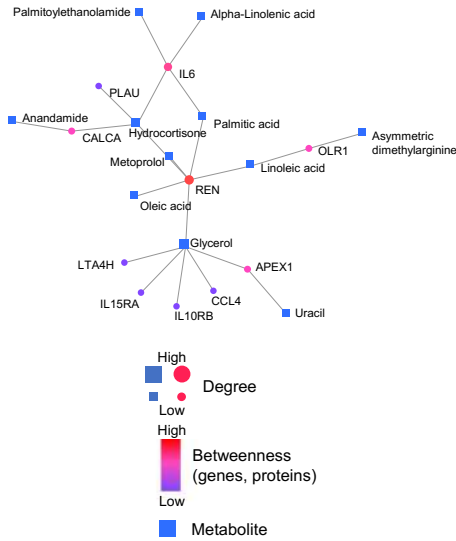 Palmitoylethanolamide
Alpha-Linolenic acid
IL6
PLAU
Anandamide
CALCA
Hydrocortisone
Palmitic acid
Asymmetric
dimethylarginine
OLR1
Metoprolol
Linoleic acid
REN
Oleic acid
Glycerol
LTA4H
APEX1
IL15RA
CCL4
IL10RB
Uracil
High
Degree
Low
High
Betweenness
(genes, proteins)
Low
Metabolite